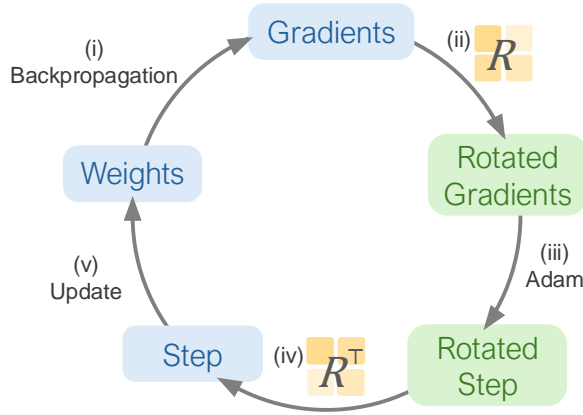 Gradients
(i)
Backpropagation
(ii)
R
Rotated
Gradients
Weights
(iii)
Adam
(v)
Update
Step
(iv)
R⊤
Rotated
Step